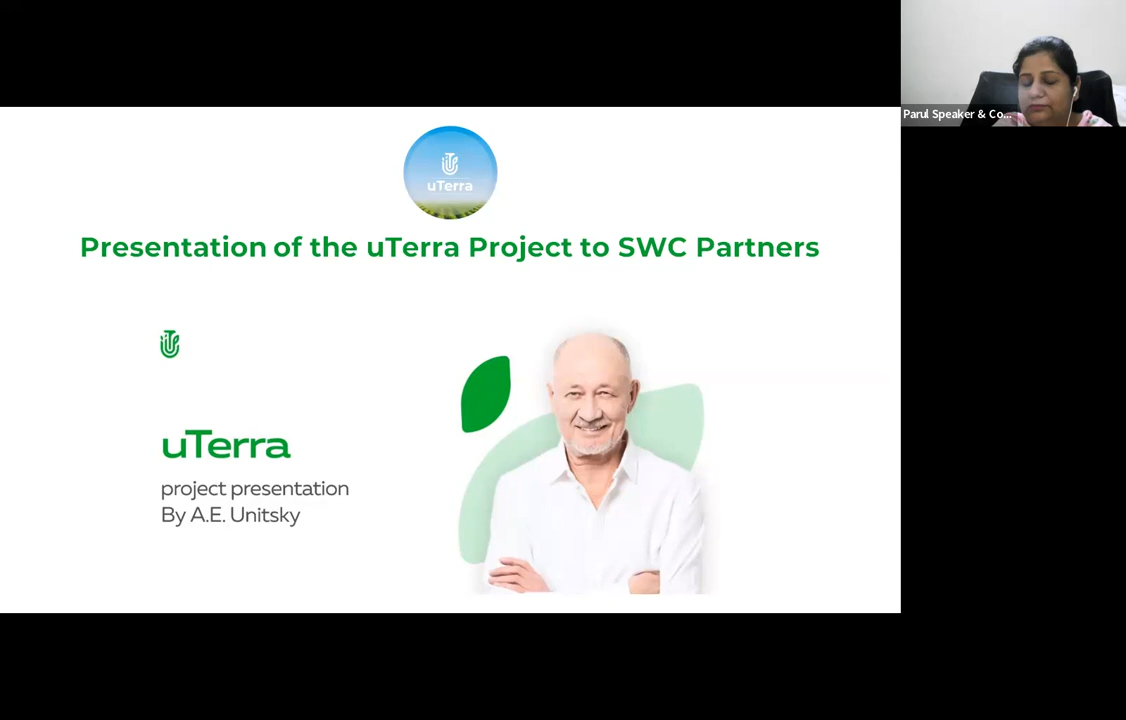 Parul Speaker & Co...
uTerra
Presentation of the uTerra Project to SWC Partners
uTerra
project presentation
By A.E. Unitsky